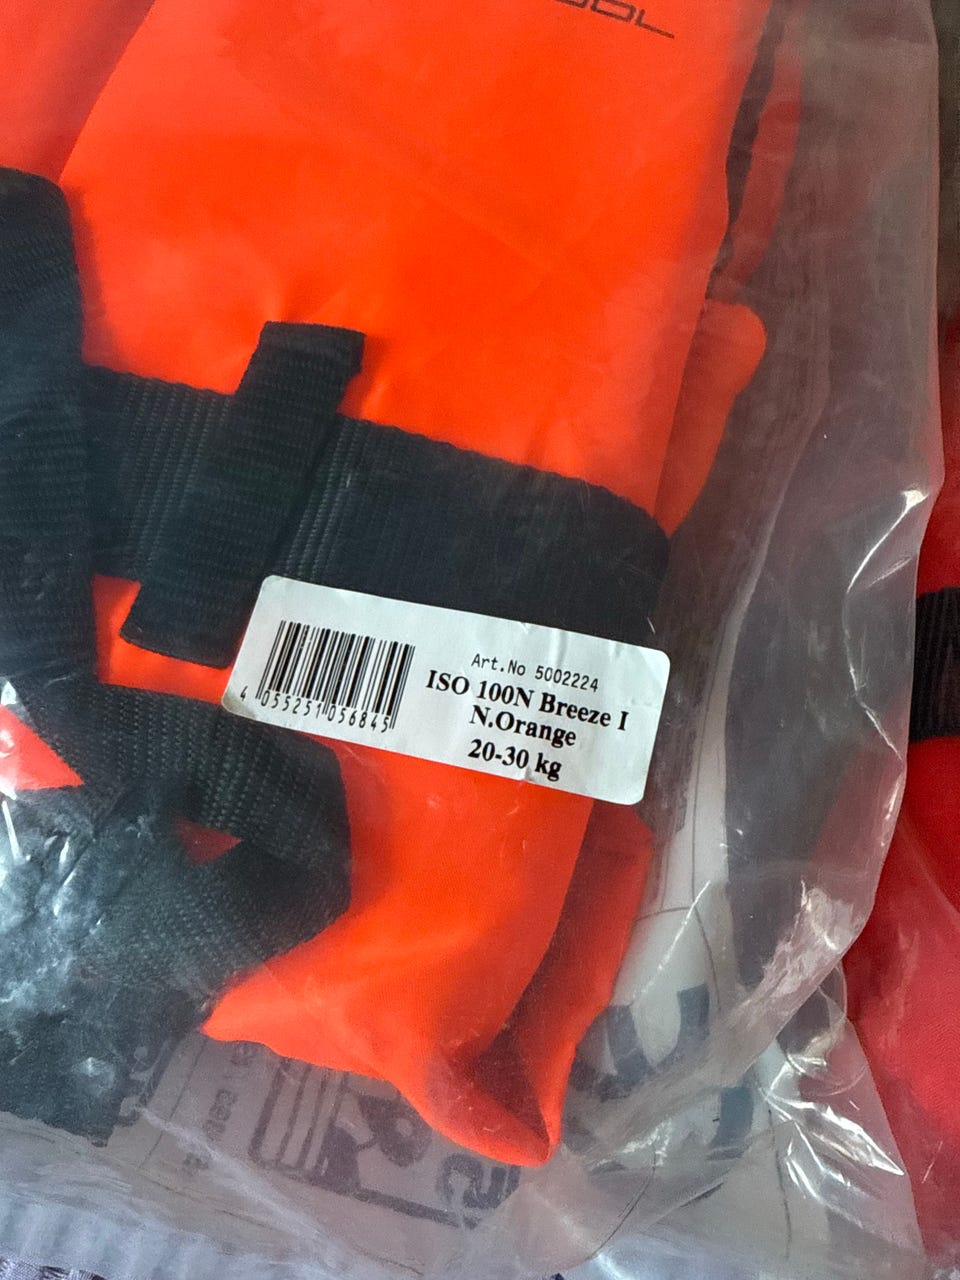 Art.No 5002224
ISO 100N Breeze I
N.Orange
20-30 kg
4 055251 056845